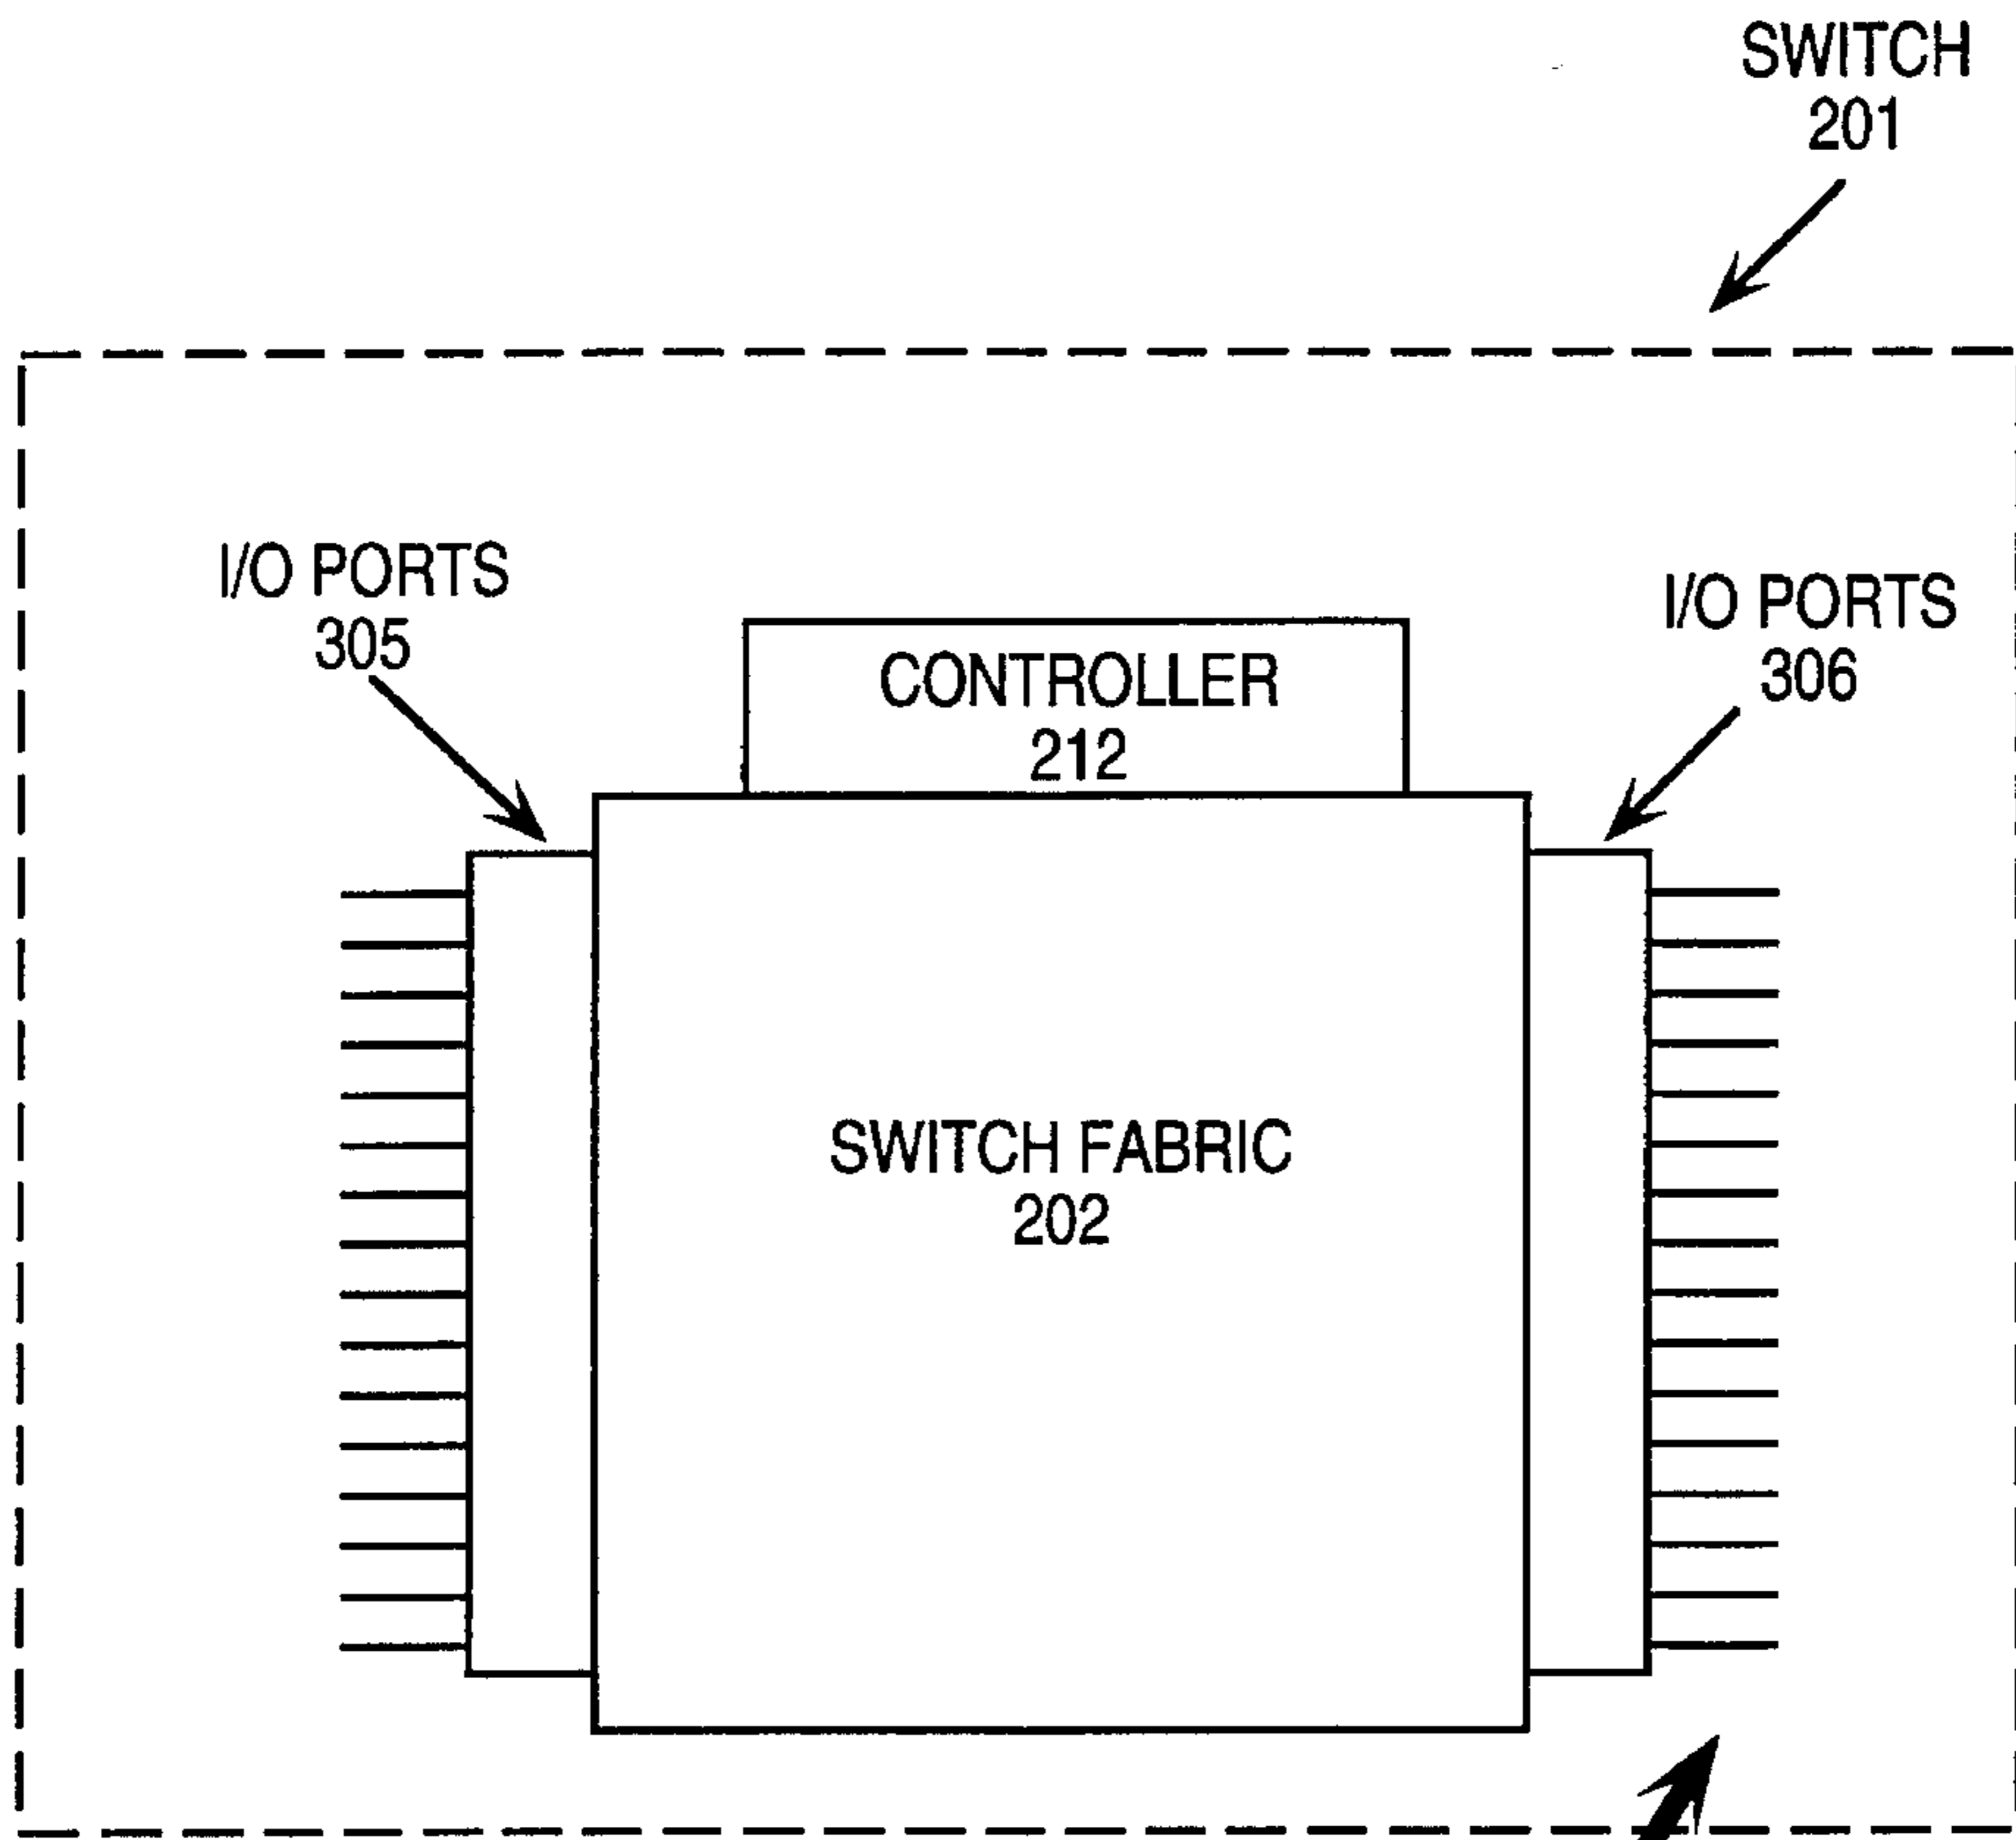 SWITCH
201
I/O PORTS
305
I/O PORTS
306
CONTROLLER
212
SWITCH FABRIC
202